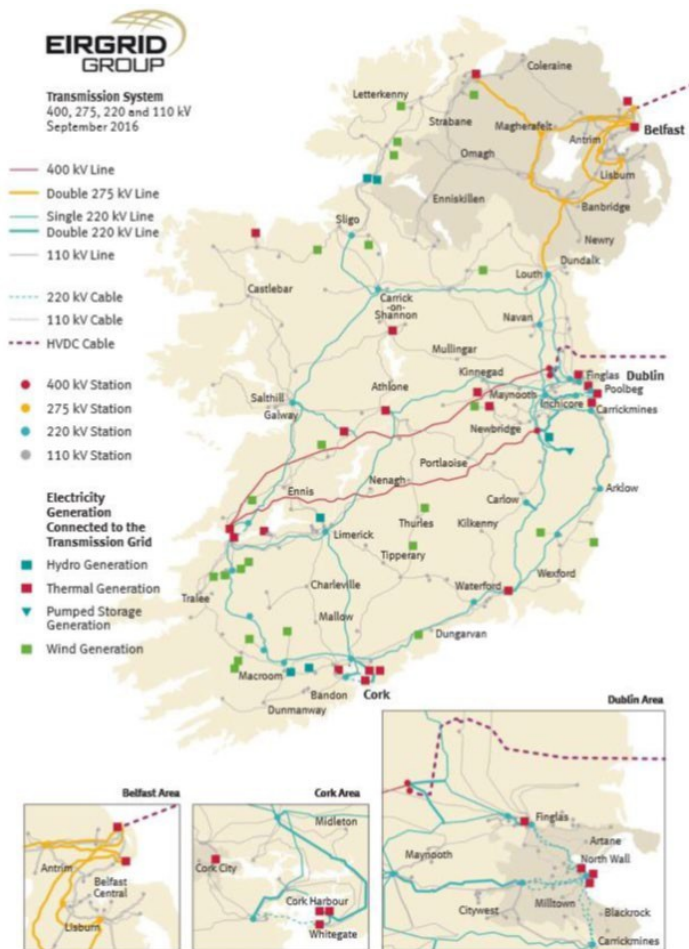 EIRGRID
GROUP
Transmission System
400, 275, 220 and 110 kV
September 2016
400 kV Line
Double 275 kV Line
Single 220 kV Line
Double 220 kV Line
110 kV Line
220 kV Cable
110 kV Cable
HVDC Cable
400 kV Station
275 kV Station
220 kV Station
110 kV Station
Electricity
Generation
Connected to the
Transmission Grid
Hydro Generation
Thermal Generation
Pumped Storage
Generation
Wind Generation
Coleraine
Letterkenny
Strabane
Magherafelt
Antrim
Belfast
Omagh
Lisburn
Enniskillen
Banbridge
Sligo
Newry
Dundalk
Louth
Castlebar
Carrick
-on-
Shannon
Navan
Mullingar
Kinnegad
Dublin
Finglas
Athlone
Maynooth
Poolbeg
Salthill
Inchicore
Galway
Carrickmines
Newbridge
Portlaoise
Ennis
Nenagh
Arklow
Carlow
Limerick
Thurles
Kilkenny
Tipperary
Wexford
Charleville
Waterford
Tralee
Mallow
Dungarvan
Macroom
Bandon
Cork
Dunmanway
Dublin Area
Finglas
Artane
North Wall
Maynooth
Milltown
Citywest
Blackrock
Carrickmines
Belfast Area
Antrim
Belfast
Central
Lisburn
Cork Area
Midleton
Cork City
Cork Harbour
Whitegate